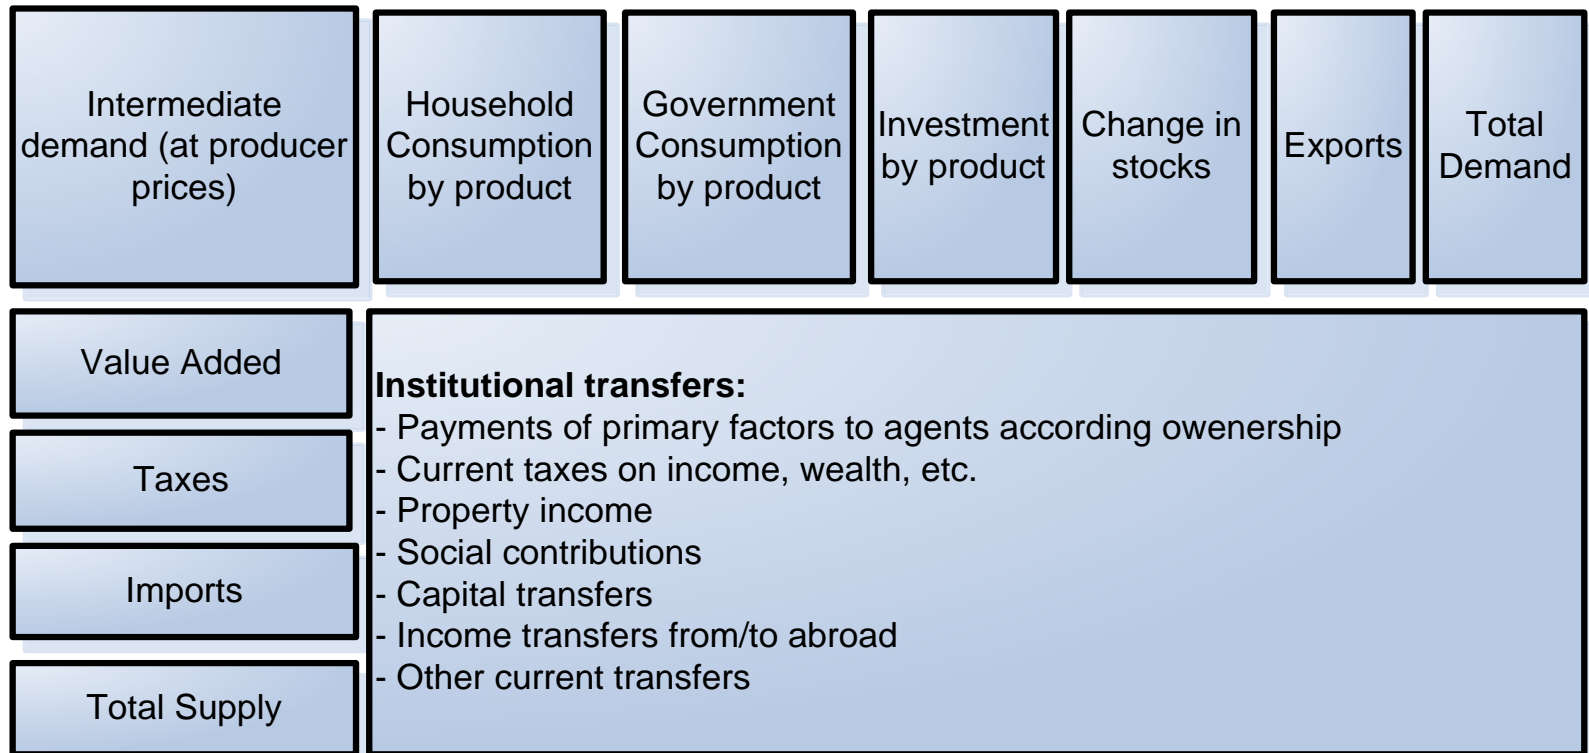 Intermediate
demand (at producer
prices)
Household
Consumption
by product
Government
Consumption
by product
Investment
by product
Change in
stocks
Exports
Total
Demand
Value Added
Taxes
Imports
Total Supply
Institutional transfers:
- Payments of primary factors to agents according owenership
- Current taxes on income, wealth, etc.
- Property income
- Social contributions
- Capital transfers
- Income transfers from/to abroad
- Other current transfers